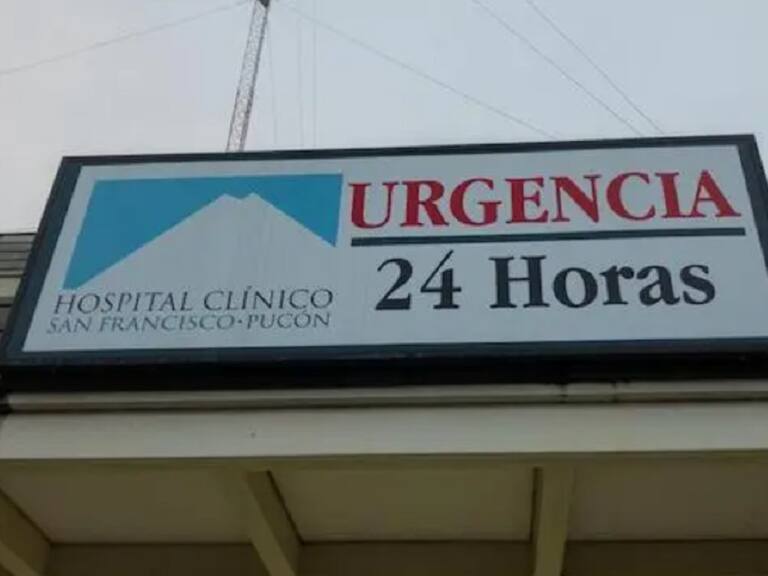 URGENCIA
24 Horas
HOSPITAL CLÍNICO
SAN FRANCISCO·PUCÓN